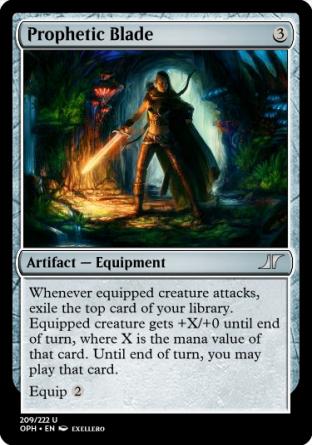 Prophetic Blade 3
Artifact — Equipment
Whenever equipped creature attacks,
exile the top card of your library.
Equipped creature gets +X/+0 until end
of turn, where X is the mana value of
that card. Until end of turn, you may
play that card.
Equip 2
209/222 U
OPH • EN EXELLERO